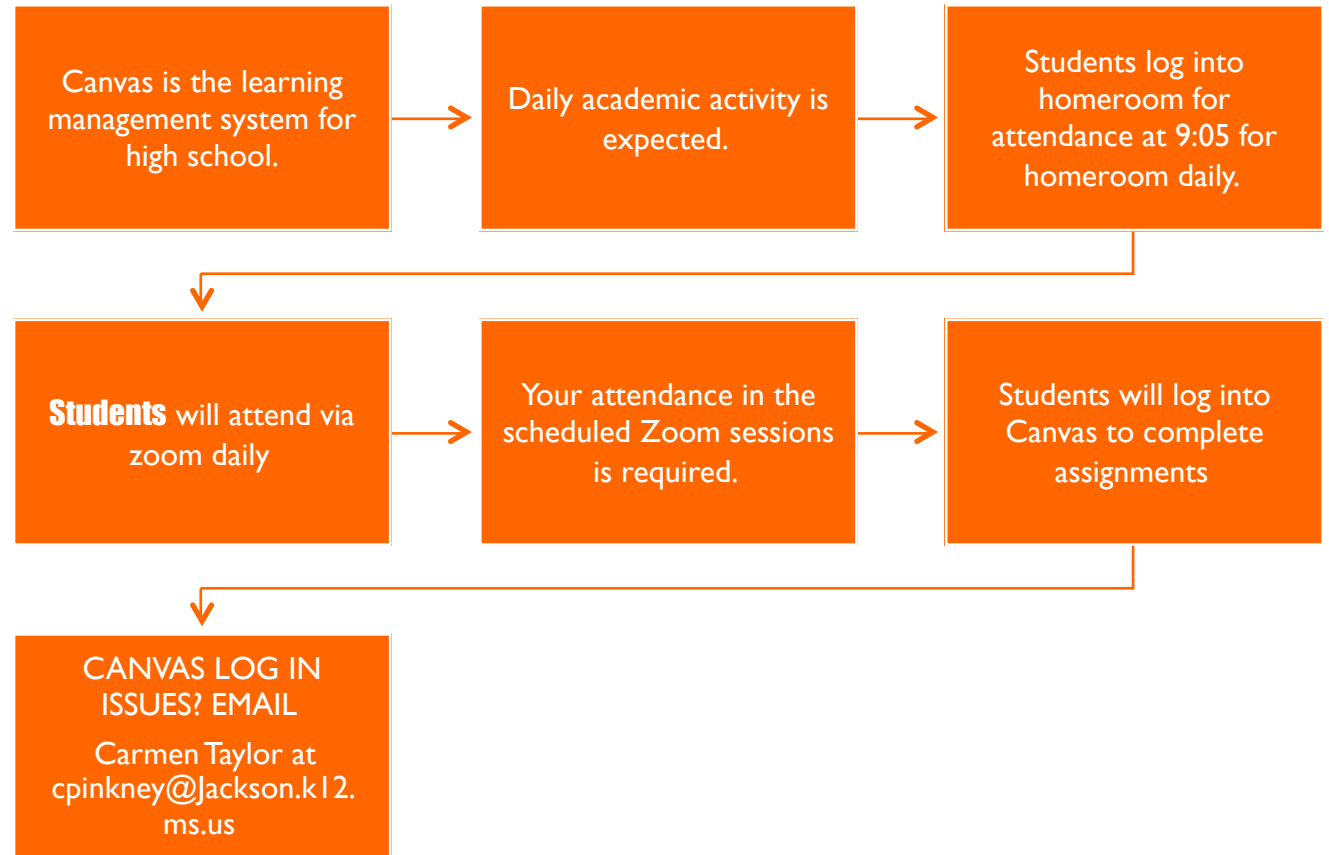 Canvas is the learning
management system for
high school.
Daily academic activity is
expected.
Students log into
homeroom for
attendance at 9:05 for
homeroom daily.
Students will attend via
zoom daily
Your attendance in the
scheduled Zoom sessions
is required.
Students will log into
Canvas to complete
assignments
CANVAS LOG IN
ISSUES? EMAIL
Carmen Taylor at
cpinkney@Jackson.k12.
ms.us